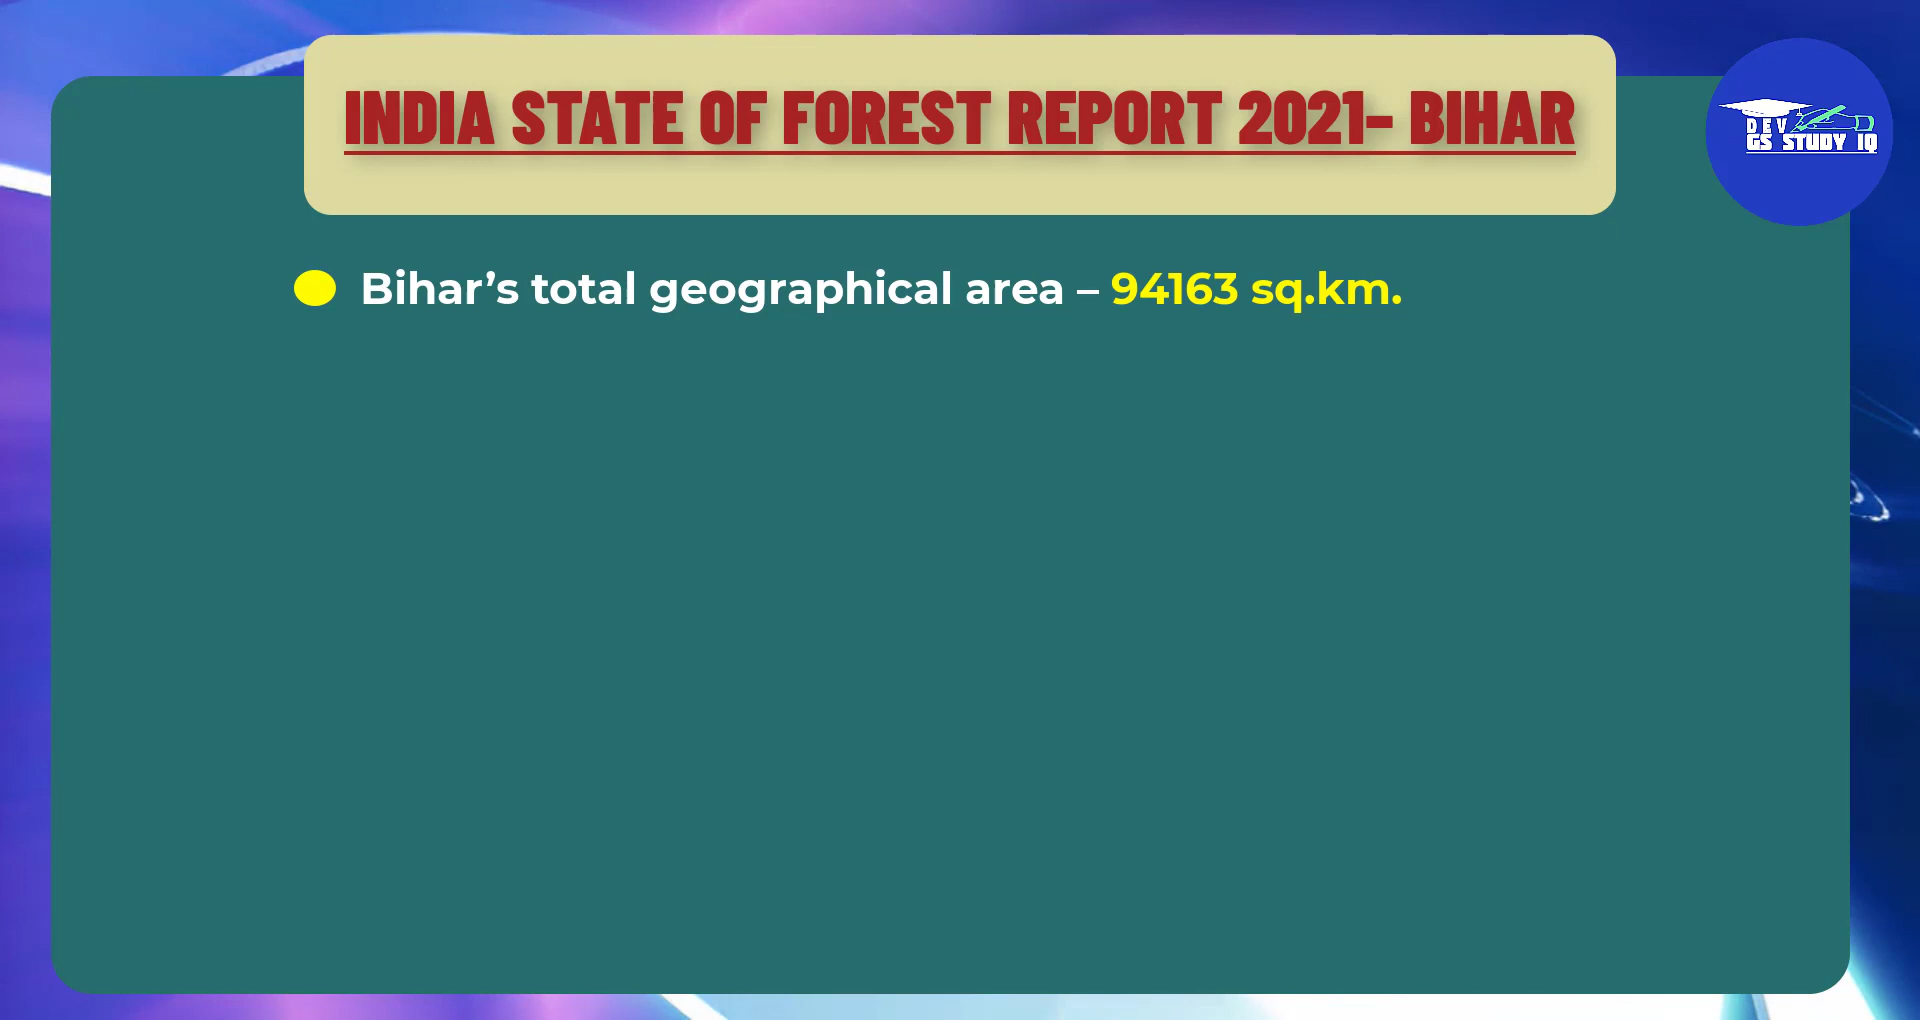 INDIA STATE OF FOREST REPORT 2021- BIHAR
DEV
GS STUDY IQ
Bihar’s total geographical area – 94163 sq.km.